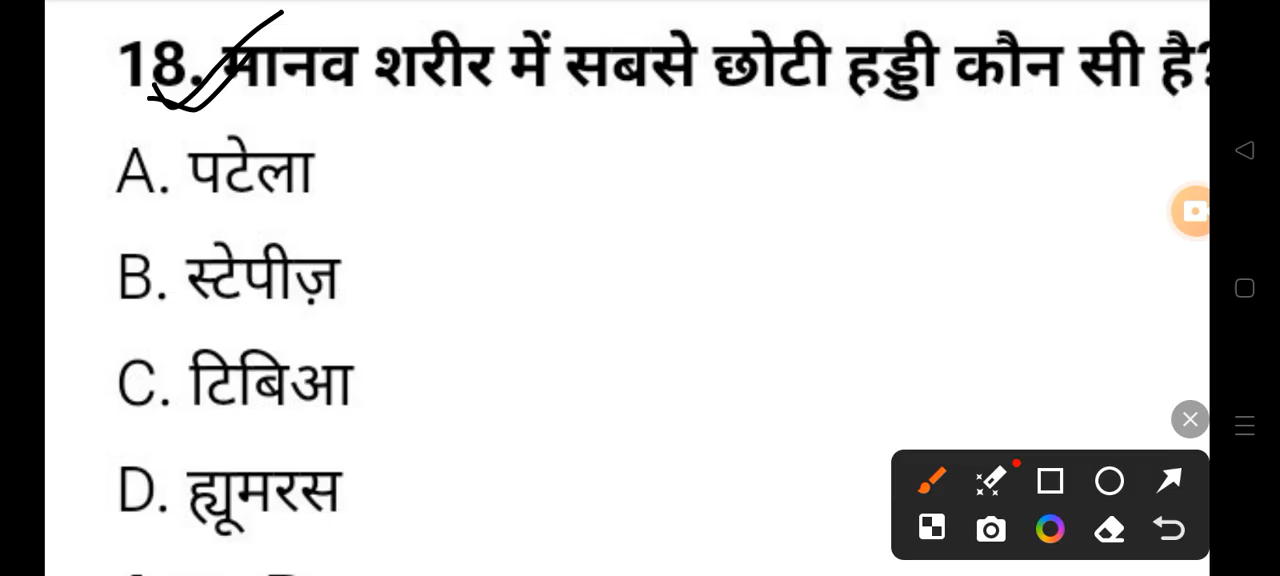 18. मानव शरीर में सबसे छोटी हड्डी कौन सी है?
A. पटेला
B. स्टेपीज़
C. टिबिआ
D. ह्यूमरस